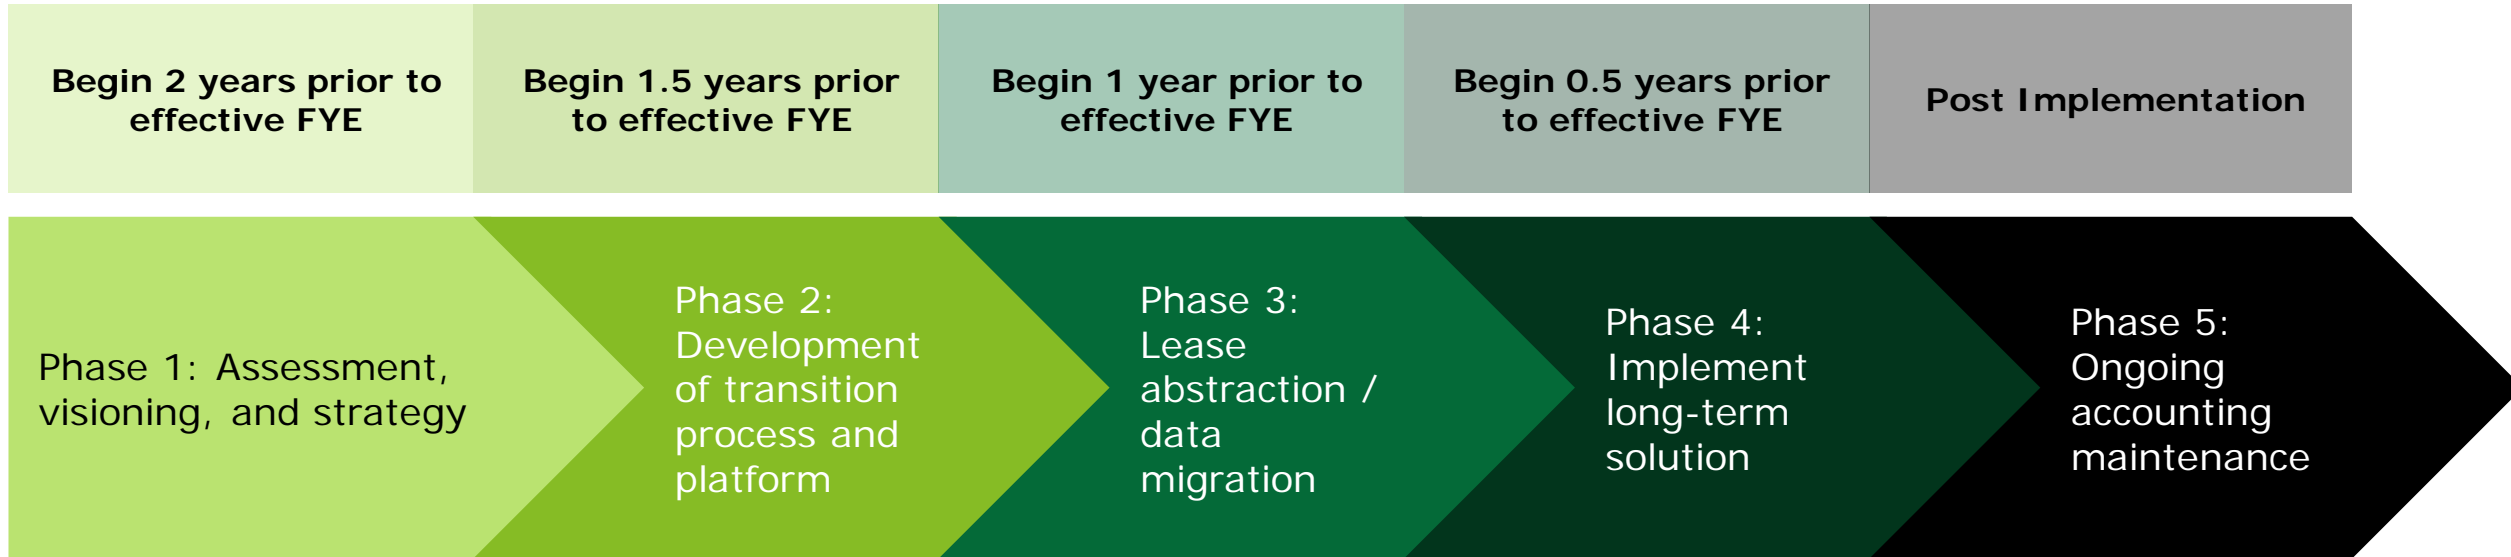 Begin 2 years prior to
effective FYE
Begin 1.5 years prior
to effective FYE
Begin 1 year prior to
effective FYE
Begin 0.5 years prior
to effective FYE
Post Implementation
Phase 1: Assessment,
visioning, and strategy
Phase 2:
Development
of transition
process and
platform
Phase 3:
Lease
abstraction /
data
migration
Phase 4:
Implement
long-term
solution
Phase 5:
Ongoing
accounting
maintenance